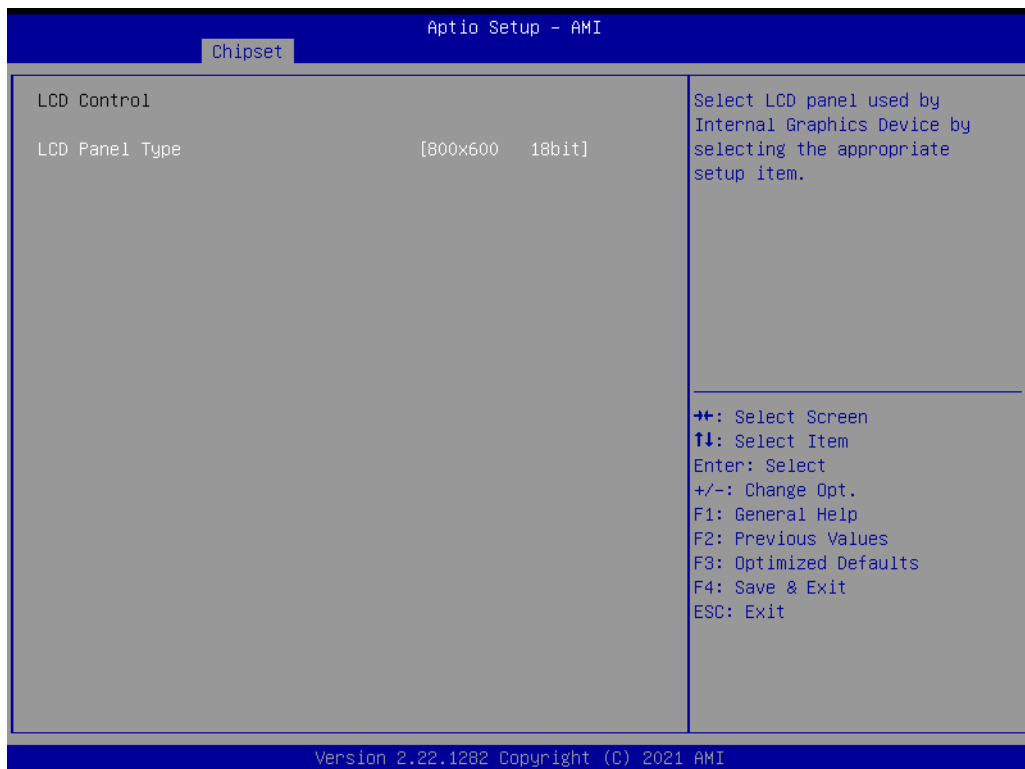 Aptio Setup – AMI
Chipset
LCD Control
LCD Panel Type [800x600 18bit]
Select LCD panel used by
Internal Graphics Device by
selecting the appropriate
setup item.
→←: Select Screen
↑↓: Select Item
Enter: Select
+/-: Change Opt.
F1: General Help
F2: Previous Values
F3: Optimized Defaults
F4: Save & Exit
ESC: Exit
Version 2.22.1282 Copyright (C) 2021 AMI